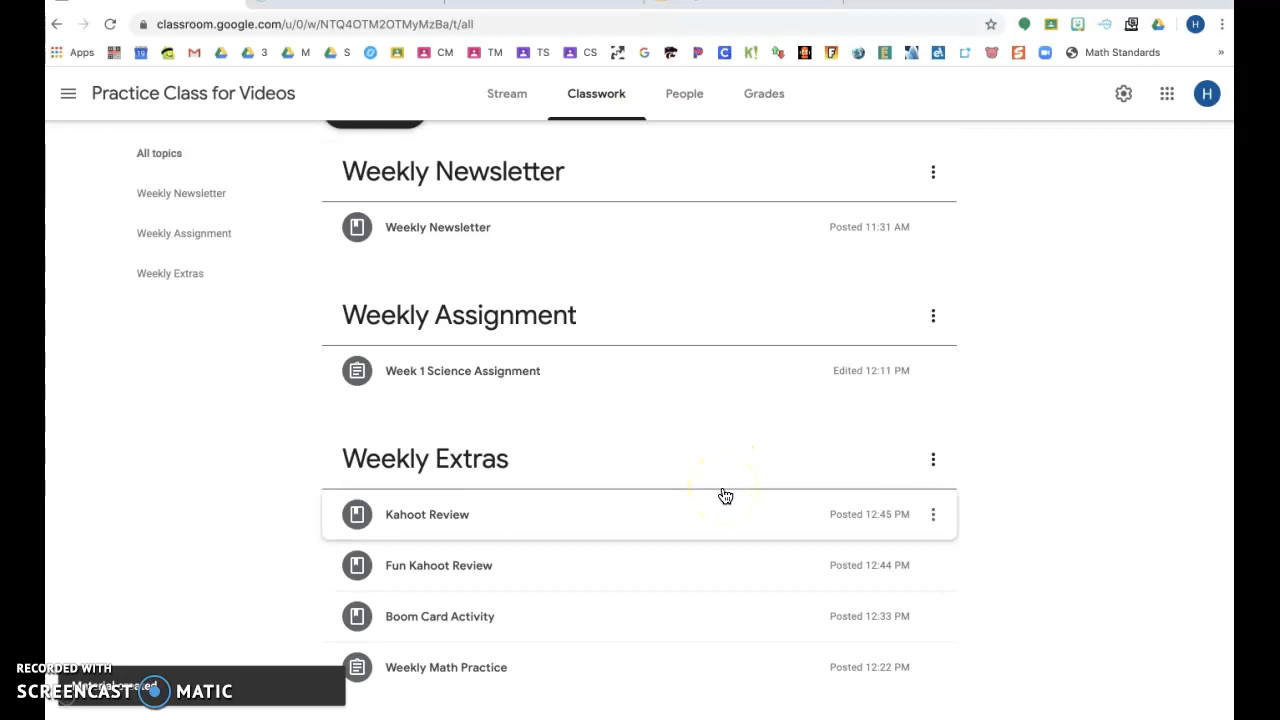 classroom.google.com/u/0/w/NTQ4OTM2OTMyMzBa/t/all
H
Apps 3 M S CM TM TS CS Math Standards »
Practice Class for Videos
Stream Classwork People Grades
H
All topics
Weekly Newsletter
Weekly Assignment
Weekly Extras
Weekly Newsletter
Weekly Newsletter Posted 11:31 AM
Weekly Assignment
Week 1 Science Assignment Edited 12:11 PM
Weekly Extras
Kahoot Review Posted 12:45 PM
Fun Kahoot Review Posted 12:44 PM
Boom Card Activity Posted 12:33 PM
Weekly Math Practice Posted 12:22 PM
RECORDED WITH
SCREENCAST MATIC